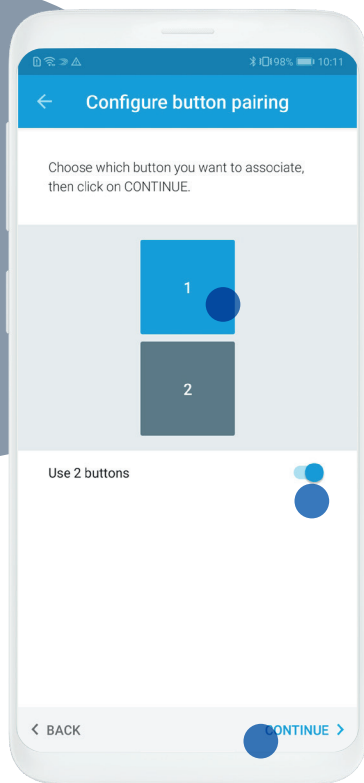 98% 10:11
Configure button pairing
Choose which button you want to associate,
then click on CONTINUE.
1
2
Use 2 buttons
BACK CONTINUE